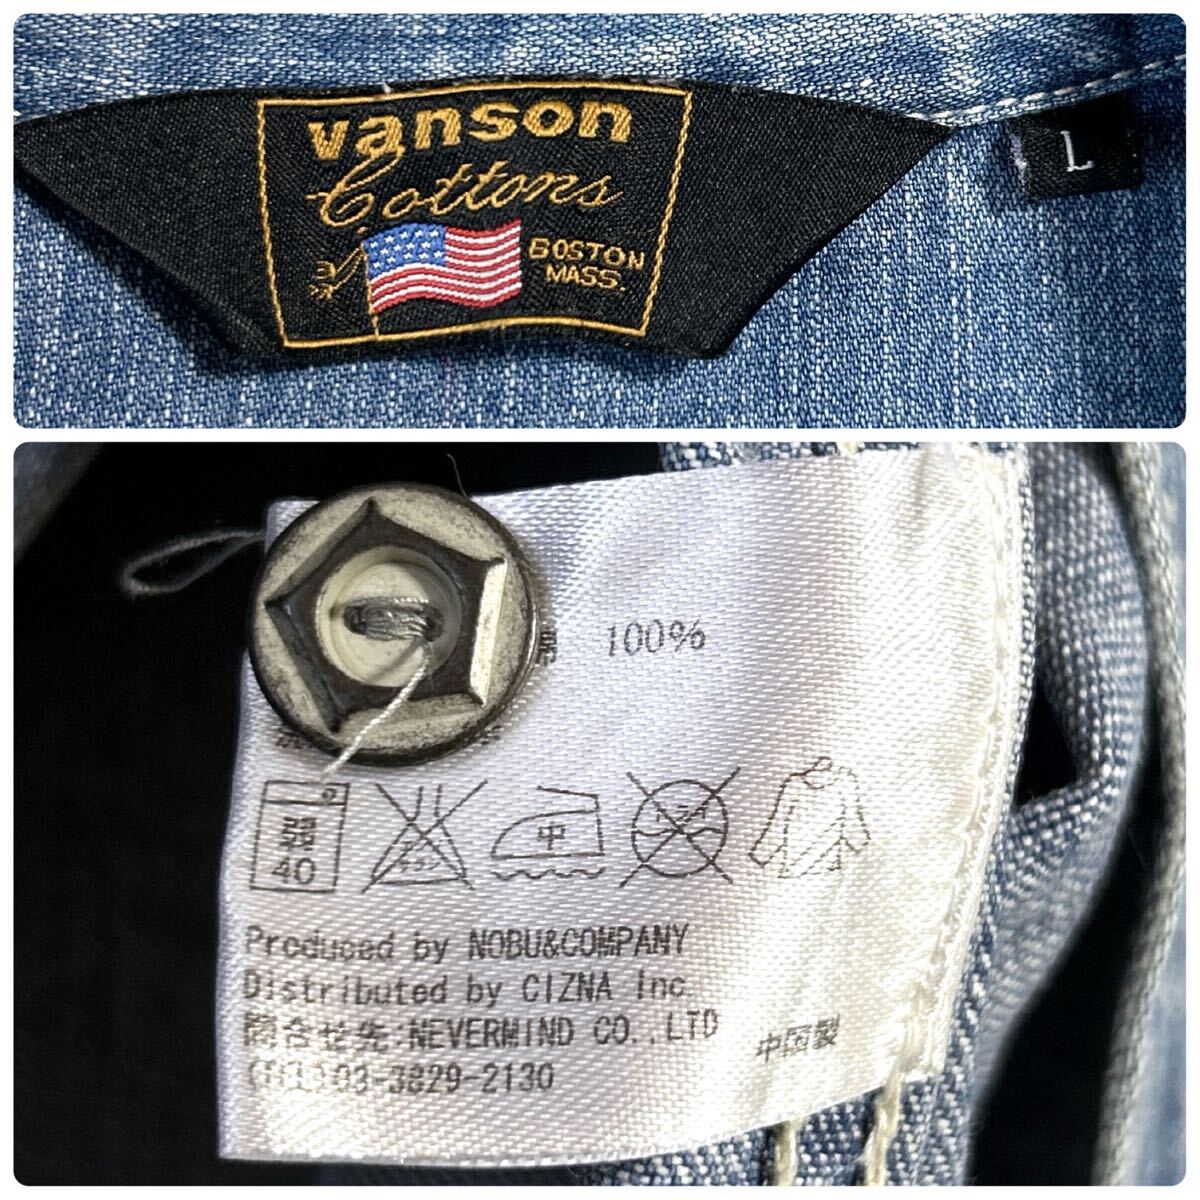 vanson
Cottons
BOSTON
MASS.
L
100%
弱
40
中
Produced by NOBU&COMPANY
Distributed by CIZNA Inc.
問合せ先:NEVERMIND CO.,LTD
中国製
(TEL)03-3829-2130